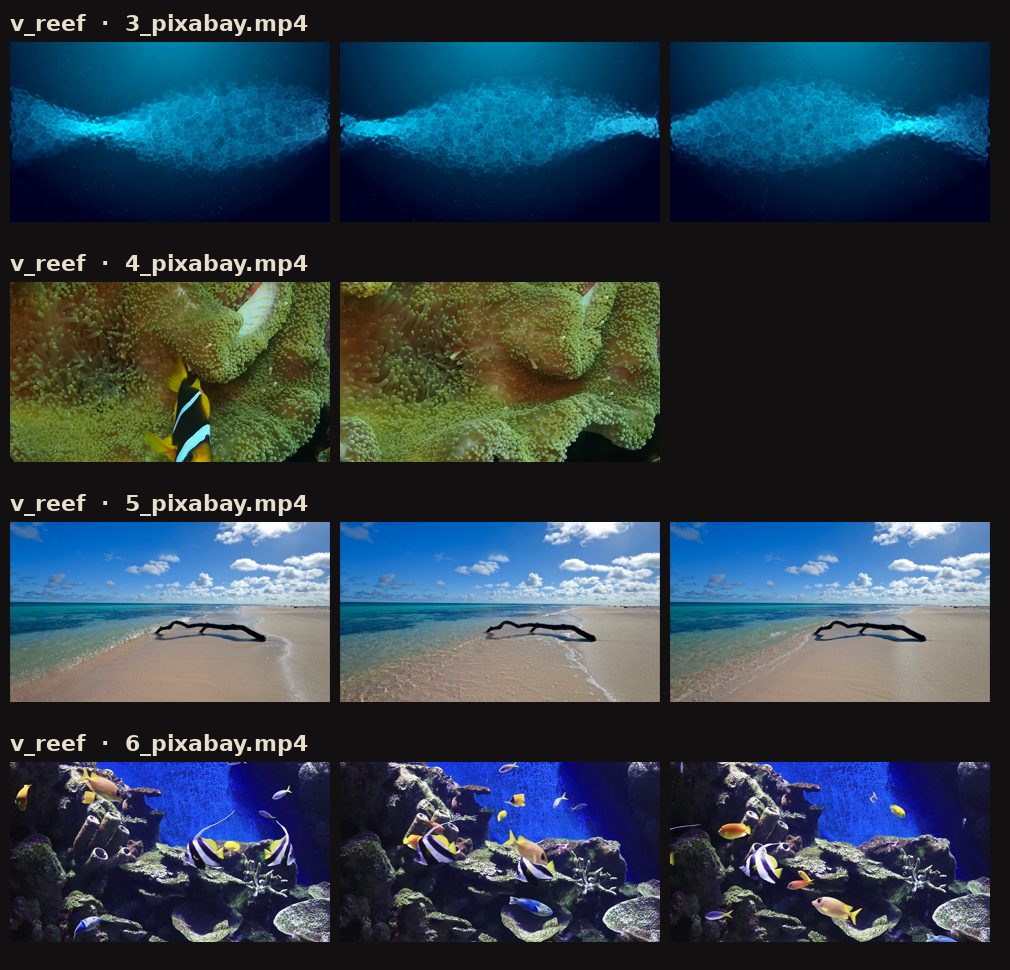 v_reef · 3_pixabay.mp4
v_reef · 4_pixabay.mp4
v_reef · 5_pixabay.mp4
v_reef · 6_pixabay.mp4